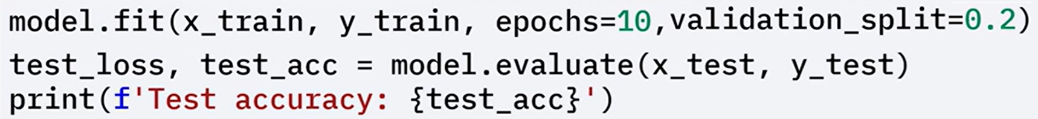 model.fit(x_train, y_train, epochs=10,validation_split=0.2)
test_loss, test_acc = model.evaluate(x_test, y_test)
print(f'Test accuracy: {test_acc}')